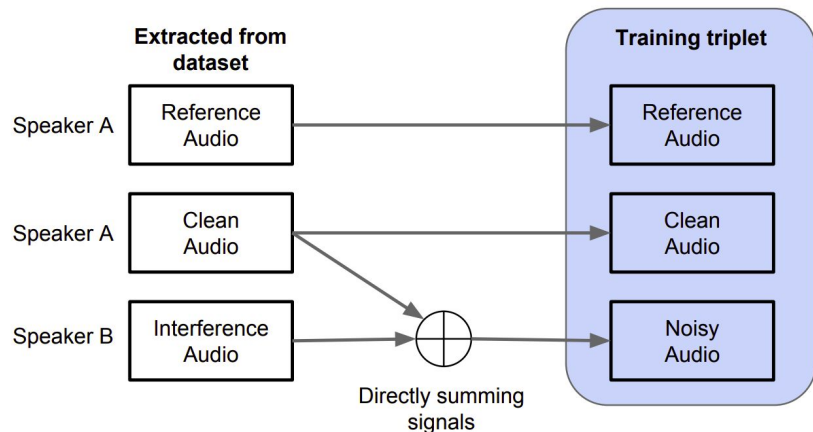 Extracted from
dataset
Training triplet
Speaker A
Reference
Audio
Reference
Audio
Speaker A
Clean
Audio
Clean
Audio
Speaker B
Interference
Audio
Noisy
Audio
Directly summing
signals